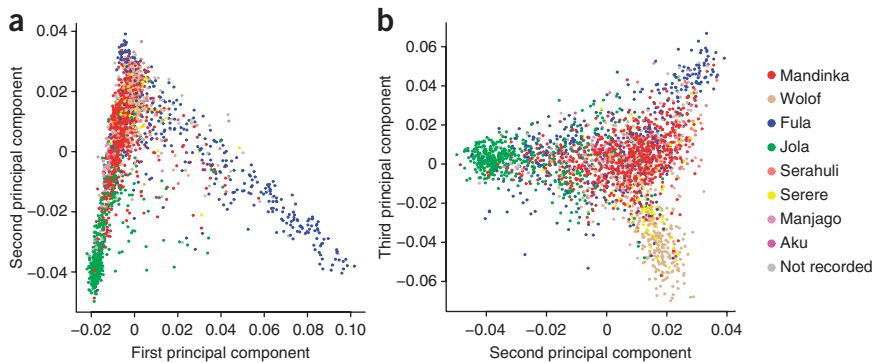 a
Second principal component
0.04
0.02
0
−0.02
−0.04
−0.02
0
0.02
0.04
0.06
0.08
0.10
First principal component
b
Third principal component
0.06
0.04
0.02
0
−0.02
−0.04
−0.06
−0.04
−0.02
0
0.02
0.04
Second principal component
Mandinka
Wolof
Fula
Jola
Serahuli
Serere
Manjago
Aku
Not recorded